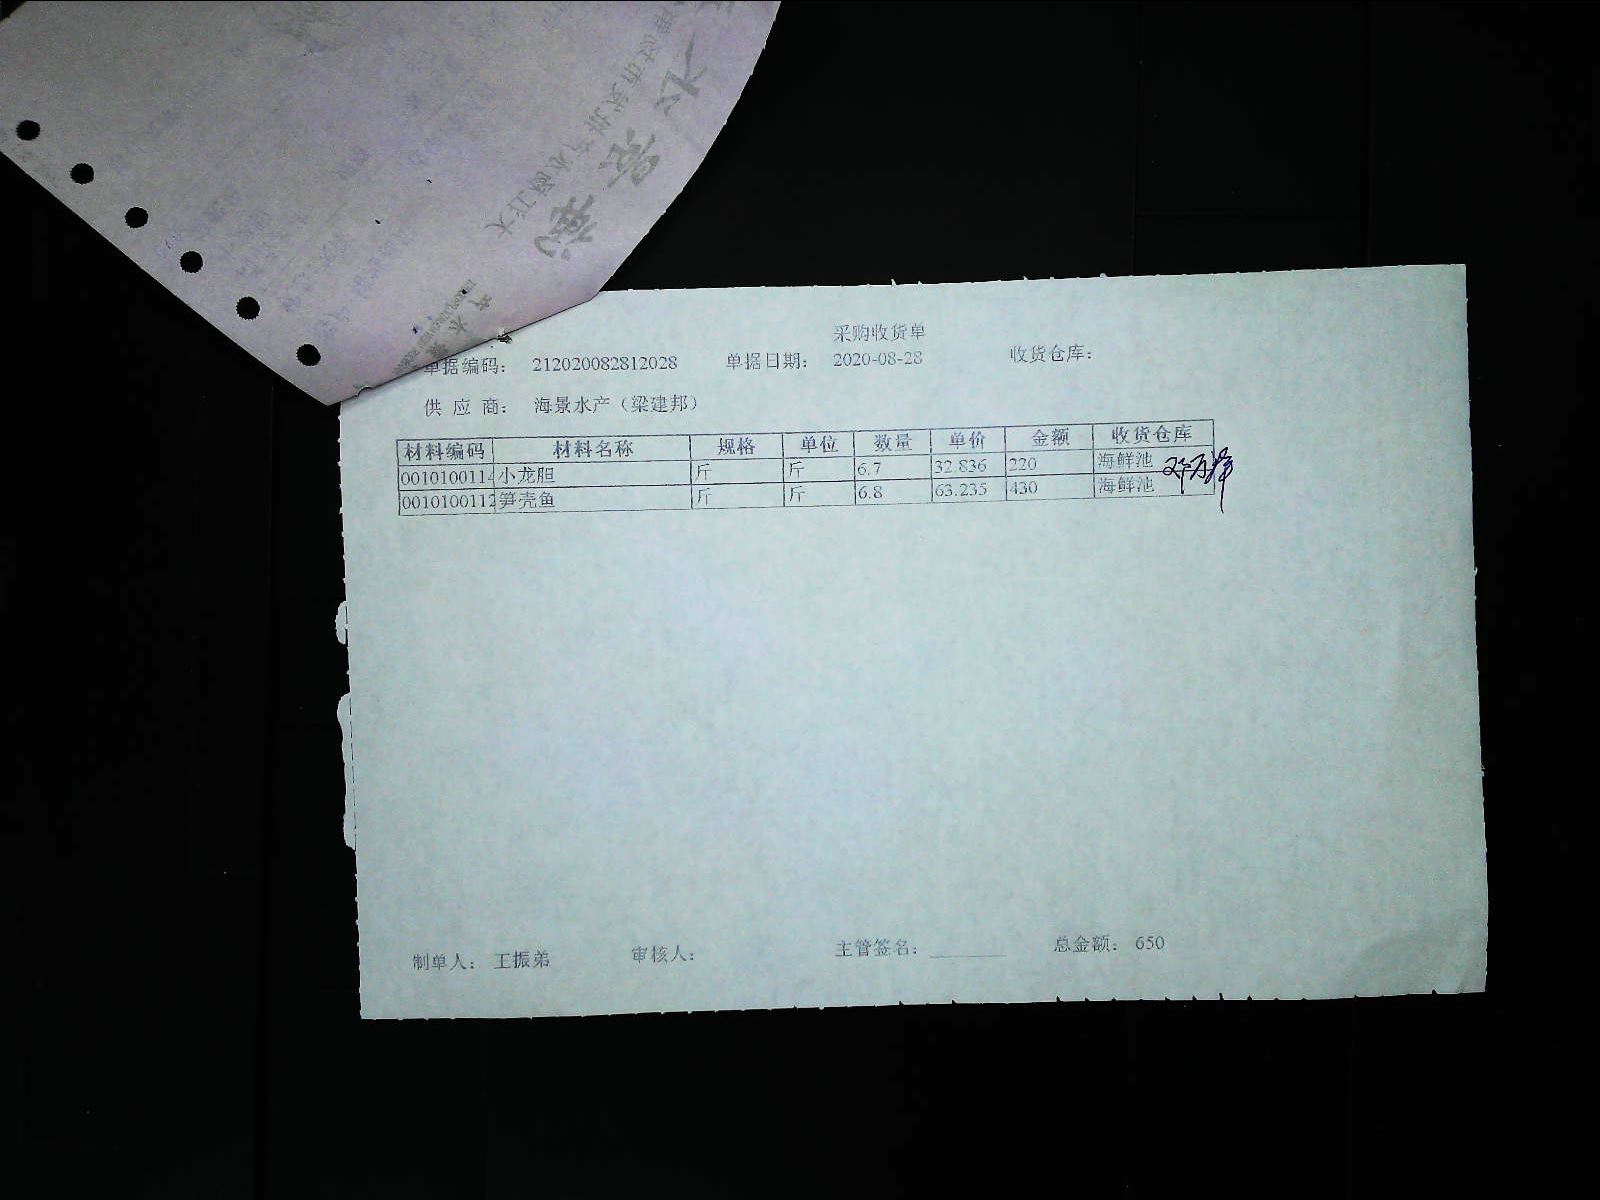 采购收货单
单据编码： 212020082812028 单据日期： 2020-08-28 收货仓库：
供 应 商： 海景水产（梁建邦）
材料编码 材料名称 规格 单位 数量 单价 金额 收货仓库
0010100114 小龙胆 斤 斤 6.7 32.836 220 海鲜池
0010100112 笋壳鱼 斤 斤 6.8 63.235 430 海鲜池
制单人： 王振弟 审核人： 主管签名： 总金额： 650